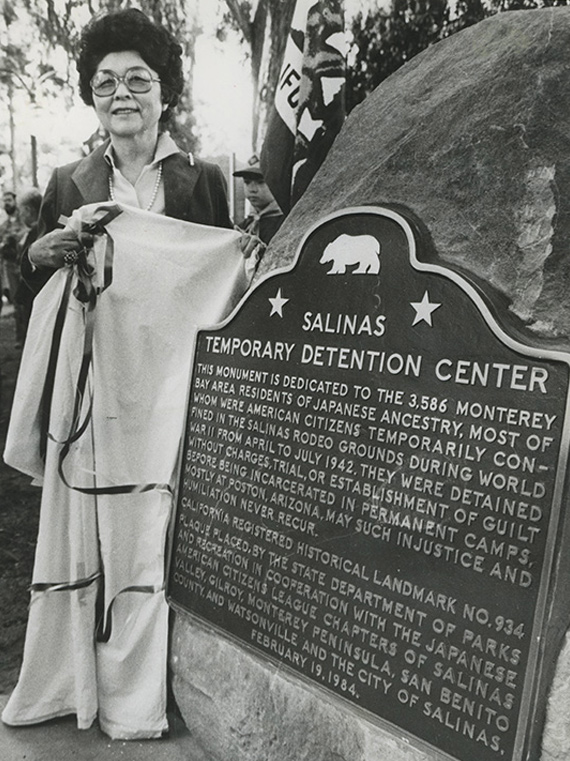 SALINAS
TEMPORARY DETENTION CENTER
THIS MONUMENT IS DEDICATED TO THE 3,586 MONTEREY
BAY AREA RESIDENTS OF JAPANESE ANCESTRY, MOST OF
WHOM WERE AMERICAN CITIZENS TEMPORARILY CON-
FINED IN THE SALINAS RODEO GROUNDS DURING WORLD
WAR II FROM APRIL TO JULY 1942. THEY WERE DETAINED
WITHOUT CHARGES, TRIAL, OR ESTABLISHMENT OF GUILT
BEFORE BEING INCARCERATED IN PERMANENT CAMPS,
MOSTLY AT POSTON, ARIZONA. MAY SUCH INJUSTICE AND
HUMILIATION NEVER RECUR.
CALIFORNIA REGISTERED HISTORICAL LANDMARK NO. 934
PLAQUE PLACED BY THE STATE DEPARTMENT OF PARKS
AND RECREATION IN COOPERATION WITH THE JAPANESE
AMERICAN CITIZENS LEAGUE CHAPTERS OF SALINAS
VALLEY, GILROY, MONTEREY PENINSULA, SAN BENITO
COUNTY, AND WATSONVILLE AND THE CITY OF SALINAS,
FEBRUARY 19, 1984.